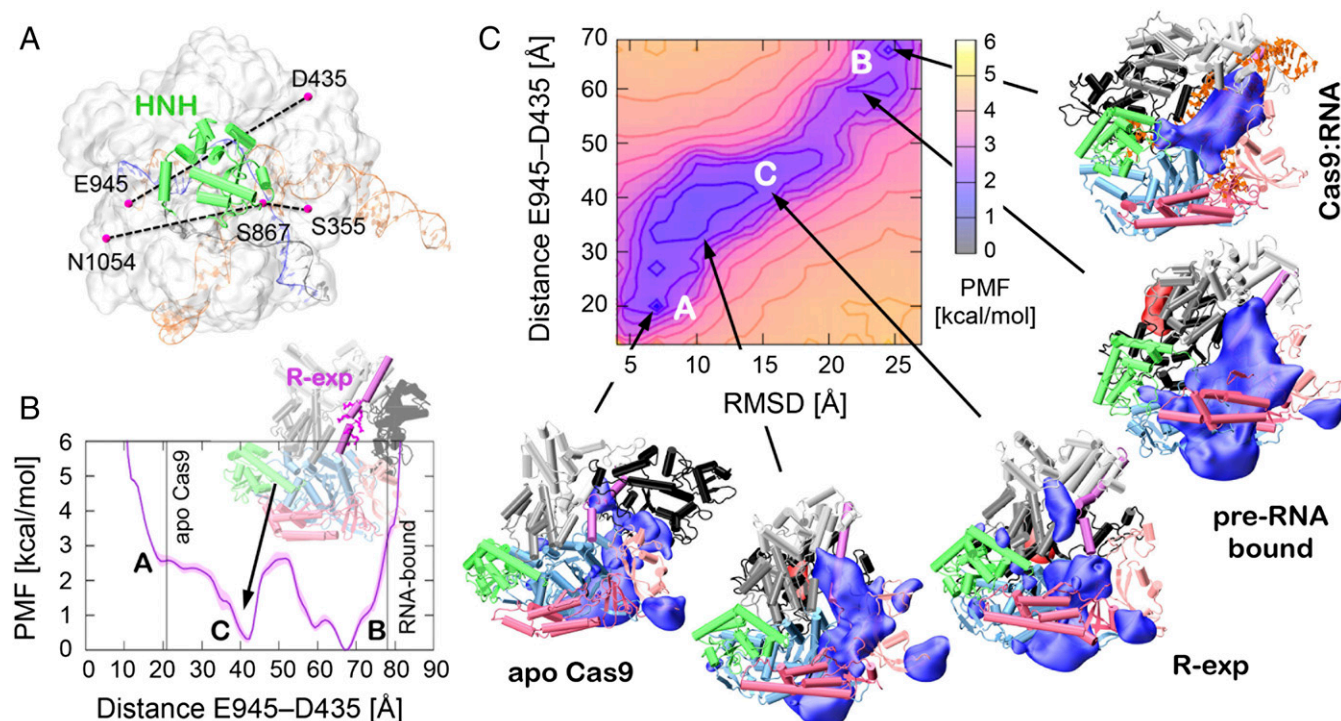 A
D435
HNH
E945
S355
S867
N1054
B
R-exp
6
5
4
3
2
1
0
PMF [kcal/mol]
apo Cas9
RNA-bound
A
C
B
0 10 20 30 40 50 60 70 80 90
Distance E945–D435 [Å]
C
70
60
50
40
30
20
Distance E945–D435 [Å]
B
C
A
5 10 15 20 25
RMSD [Å]
6
5
4
3
2
1
0
PMF
[kcal/mol]
Cas9:RNA
pre-RNA
bound
R-exp
apo Cas9